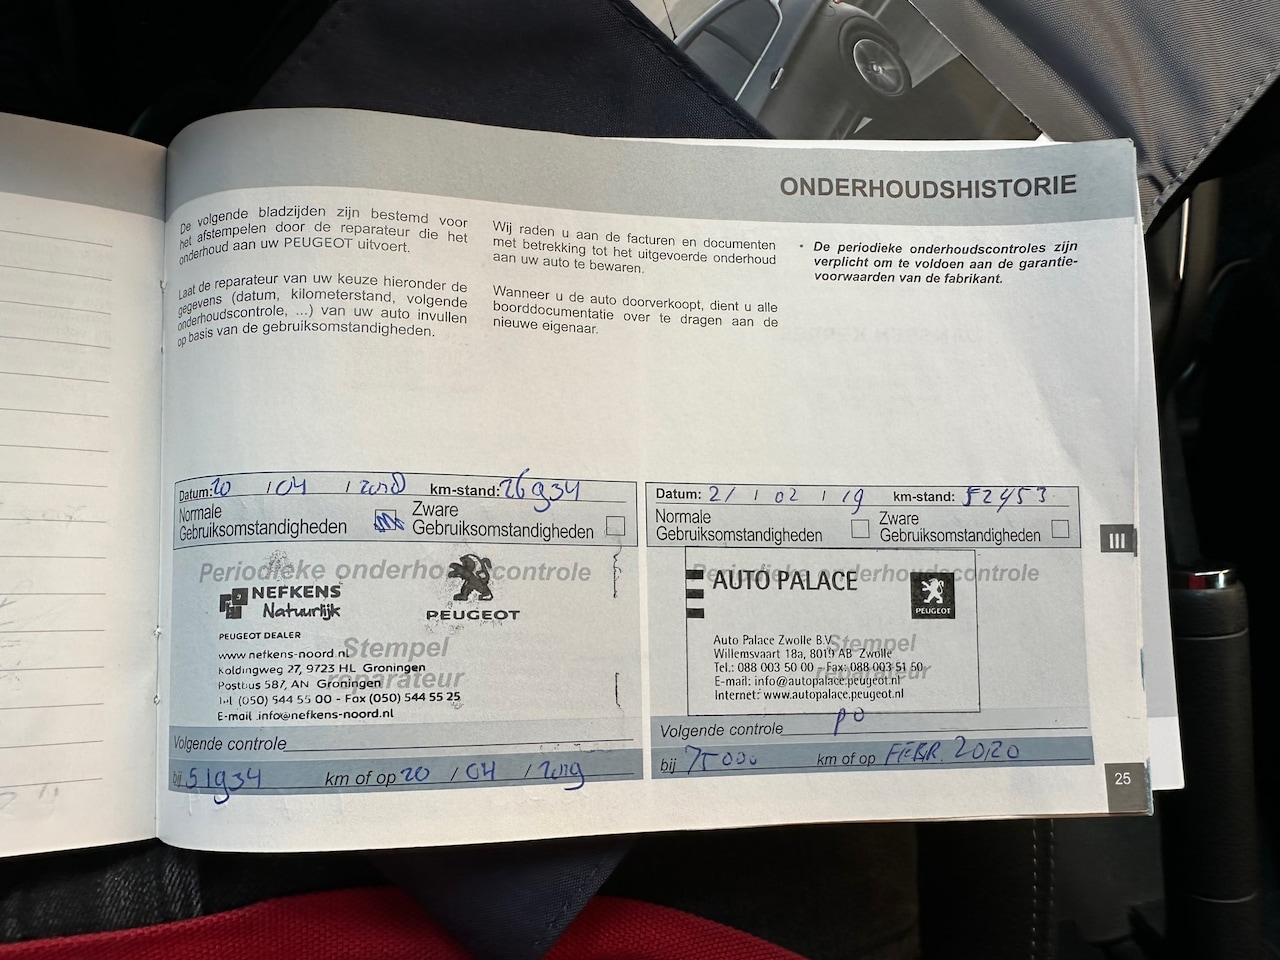 ONDERHOUDSHISTORIE
De volgende bladzijden zijn bestemd voor
het afstempelen door de reparateur die het
onderhoud aan uw PEUGEOT uitvoert.
Laat de reparateur van uw keuze hieronder de
gegevens (datum, kilometerstand, volgende
onderhoudscontrole, ...) van uw auto invullen
op basis van de gebruiksomstandigheden.
Wij raden u aan de facturen en documenten
met betrekking tot het uitgevoerde onderhoud
aan uw auto te bewaren.
Wanneer u de auto doorverkoopt, dient u alle
boorddocumentatie over te dragen aan de
nieuwe eigenaar.
• De periodieke onderhoudscontroles zijn
verplicht om te voldoen aan de garantie-
voorwaarden van de fabrikant.
Datum: 20 / 04 / 2018 km-stand: 26934
Normale
Gebruiksomstandigheden
Zware
Gebruiksomstandigheden
Periodieke onderhoudscontrole
NEFKENS
Natuurlijk
PEUGEOT
PEUGEOT DEALER
Stempel
reparateur
www.nefkens-noord.nl
Koldingweg 27, 9723 HL Groningen
Postbus 587, AN Groningen
Tel (050) 544 55 00 - Fax (050) 544 55 25
E-mail info@nefkens-noord.nl
Volgende controle
bij 51934 km of op 20 / 04 / 2019
Datum: 21 / 02 / 19 km-stand: 52453
Normale
Gebruiksomstandigheden
Zware
Gebruiksomstandigheden
Periodieke onderhoudscontrole
AUTO PALACE
PEUGEOT
Stempel
reparateur
Auto Palace Zwolle B.V.
Willemsvaart 18a, 8019 AB Zwolle
Tel.: 088 003 50 00 - Fax: 088 003 51 50
E-mail: info@autopalace.peugeot.nl
Internet: www.autopalace.peugeot.nl
Volgende controle
bij 75000 km of op FEBR. 2020
III
25